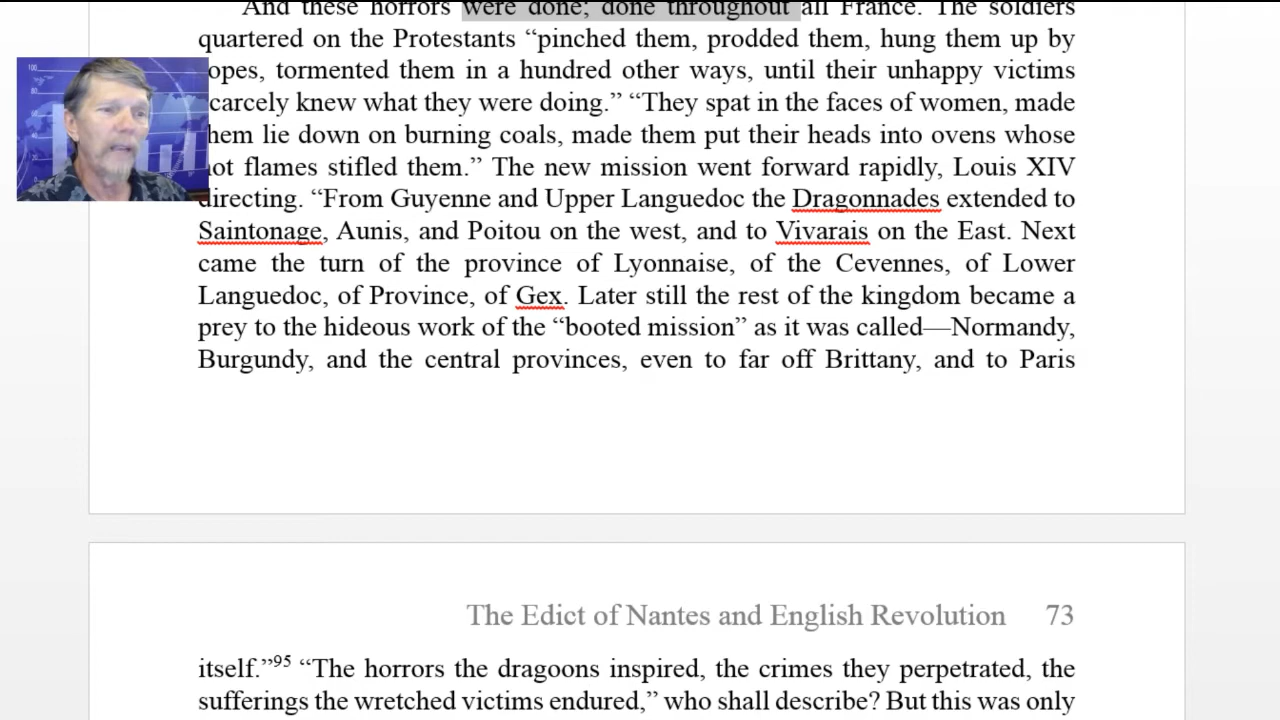 And these horrors were done; done throughout all France. The soldiers
quartered on the Protestants “pinched them, prodded them, hung them up by
opes, tormented them in a hundred other ways, until their unhappy victims
carcely knew what they were doing.” “They spat in the faces of women, made
hem lie down on burning coals, made them put their heads into ovens whose
ot flames stifled them.” The new mission went forward rapidly, Louis XIV
directing. “From Guyenne and Upper Languedoc the Dragonnades extended to
Saintonage, Aunis, and Poitou on the west, and to Vivarais on the East. Next
came the turn of the province of Lyonnaise, of the Cevennes, of Lower
Languedoc, of Province, of Gex. Later still the rest of the kingdom became a
prey to the hideous work of the “booted mission” as it was called—Normandy,
Burgundy, and the central provinces, even to far off Brittany, and to Paris
The Edict of Nantes and English Revolution 73
itself.”95 “The horrors the dragoons inspired, the crimes they perpetrated, the
sufferings the wretched victims endured,” who shall describe? But this was only